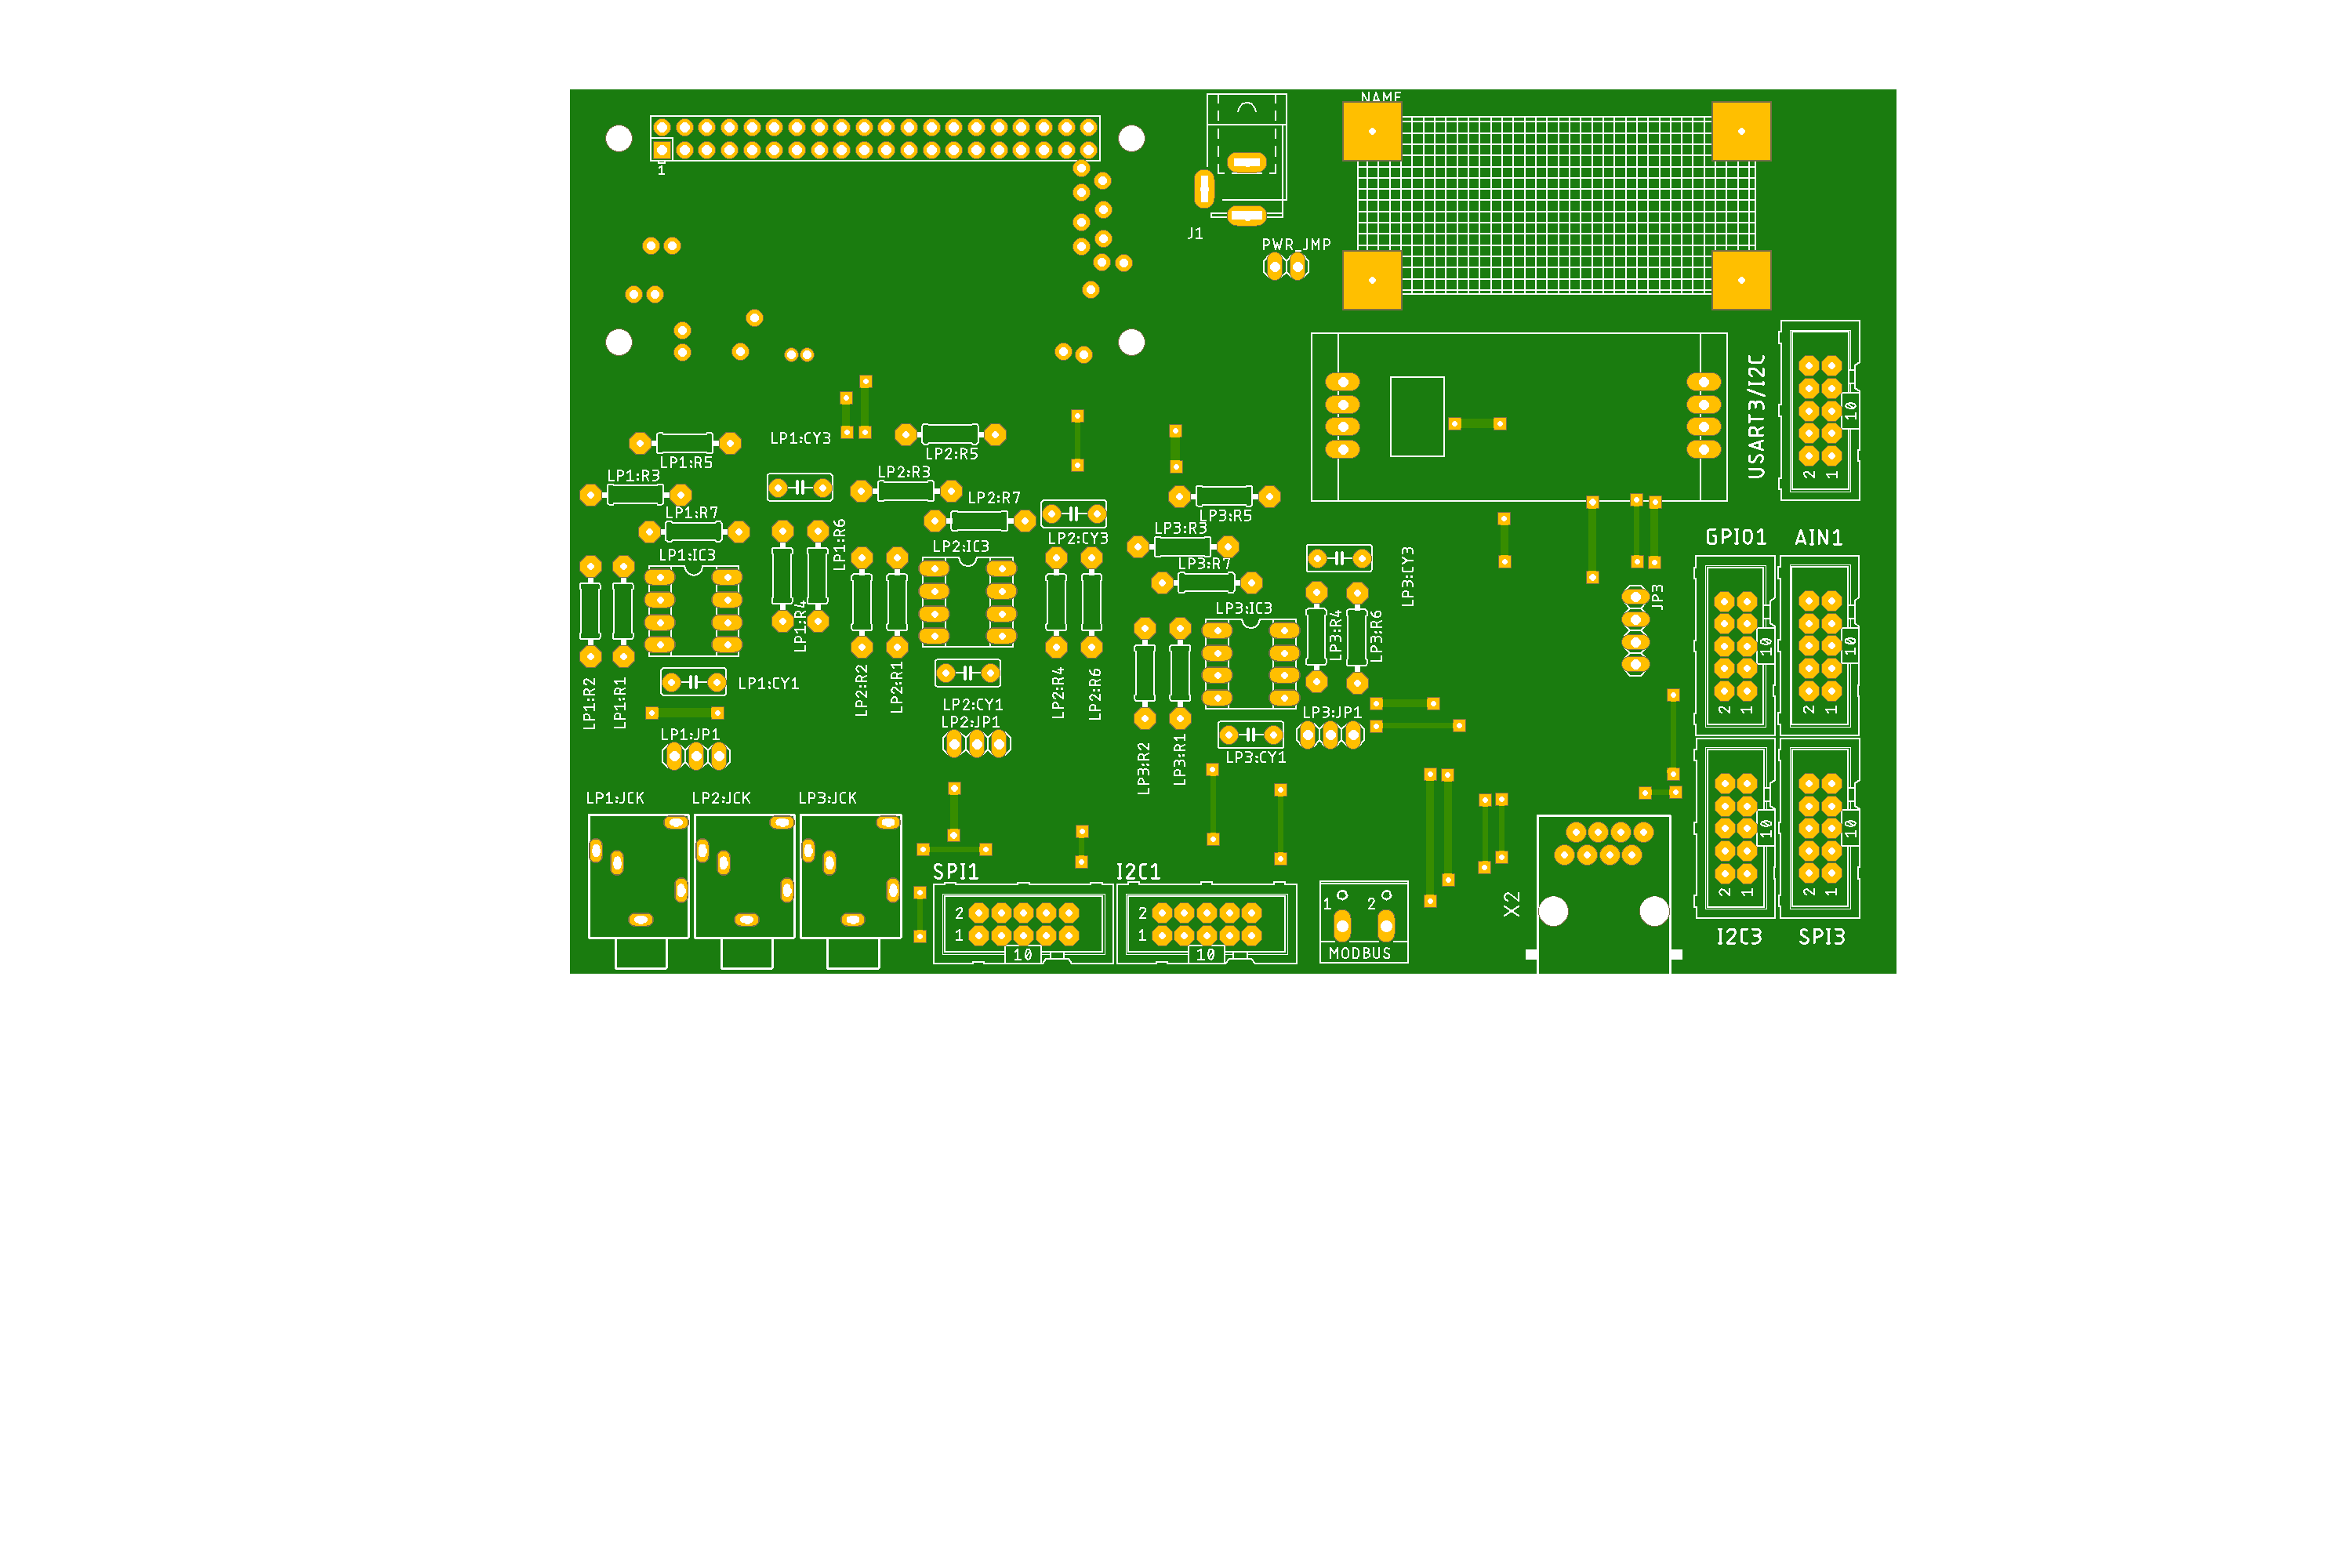 NAME
1
J1
PWR_JMP
USART3/I2C
10
2
1
LP1:CY3
LP2:R5
LP1:R5
LP1:R3
LP2:R3
LP2:R7
LP1:R7
LP3:R5
LP3:R3
LP1:R6
LP2:CY3
LP2:IC3
LP1:IC3
LP3:R7
LP3:CY3
GPIO1
AIN1
JP3
LP3:IC3
LP1:R4
LP3:R4
LP3:R6
10
10
LP1:R2
LP1:R1
LP1:CY1
LP2:R2
LP2:R1
LP2:R4
LP2:R6
LP2:CY1
LP2:JP1
LP3:JP1
2
1
2
1
LP1:JP1
LP3:R2
LP3:R1
LP3:CY1
LP1:JCK
LP2:JCK
LP3:JCK
10
10
SPI1
I2C1
2
1
2
1
X2
2
1
10
2
1
10
1
2
MODBUS
I2C3
SPI3